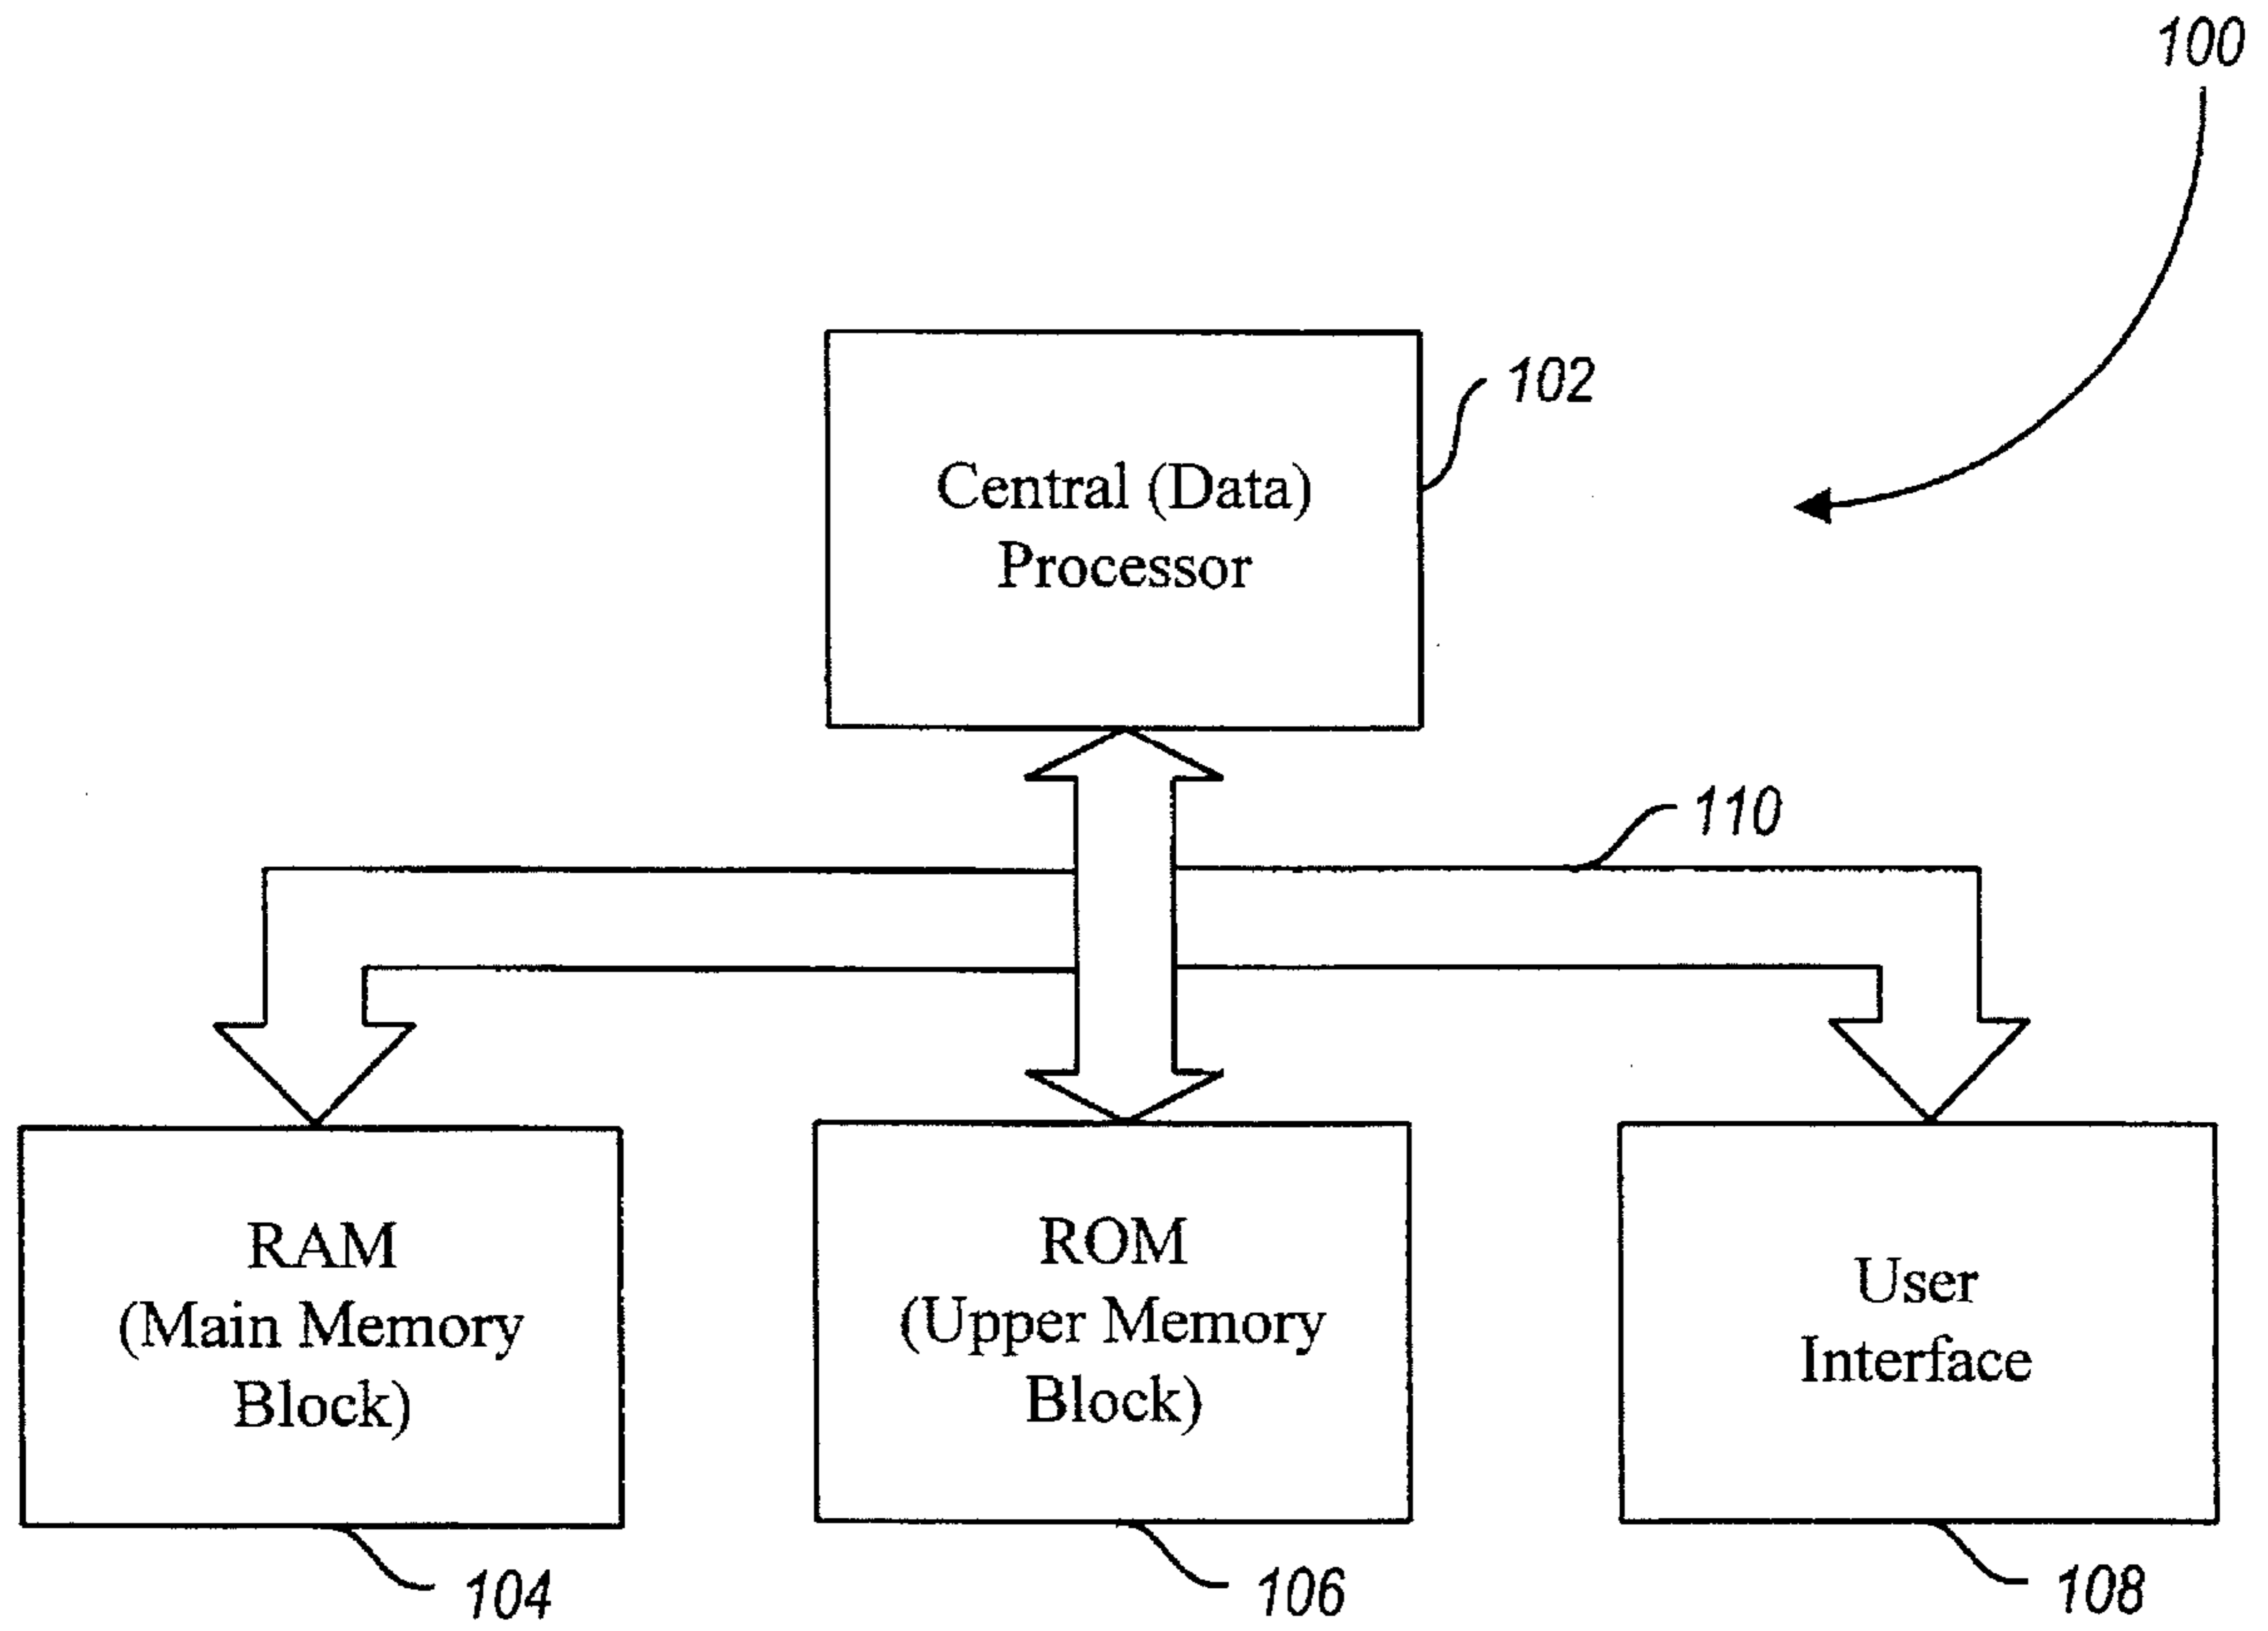 100
102
Central (Data)
Processor
110
RAM
(Main Memory
Block)
ROM
(Upper Memory
Block)
User
Interface
104
106
108